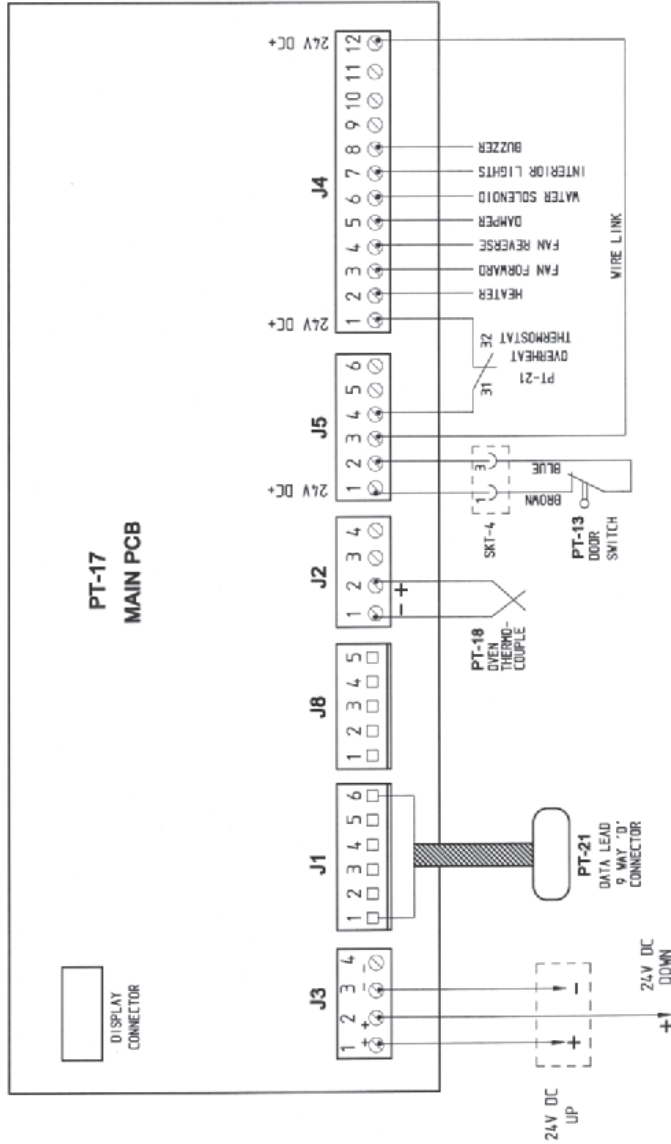 PT-17
MAIN PCB
DISPLAY
CONNECTOR
J3
1 2 3 4
+ + - -
J1
1 2 3 4 5 6
J8
1 2 3 4 5
J2
1 2 3 4
- +
J5
24V DC+
1 2 3 4 5 6
J4
24V DC+
24V DC+
1 2 3 4 5 6 7 8 9 10 11 12
24V DC
UP
+ -
24V DC
DOWN
+
PT-21
DATA LEAD
9 WAY 'D'
CONNECTOR
PT-18
OVEN
THERMO-
COUPLE
SKT-4
1 3
BROWN
BLUE
PT-13
DOOR
SWITCH
31 32
PT-21
OVERHEAT
THERMOSTAT
HEATER
FAN FORWARD
FAN REVERSE
DAMPER
WATER SOLENOID
INTERIOR LIGHTS
BUZZER
WIRE LINK